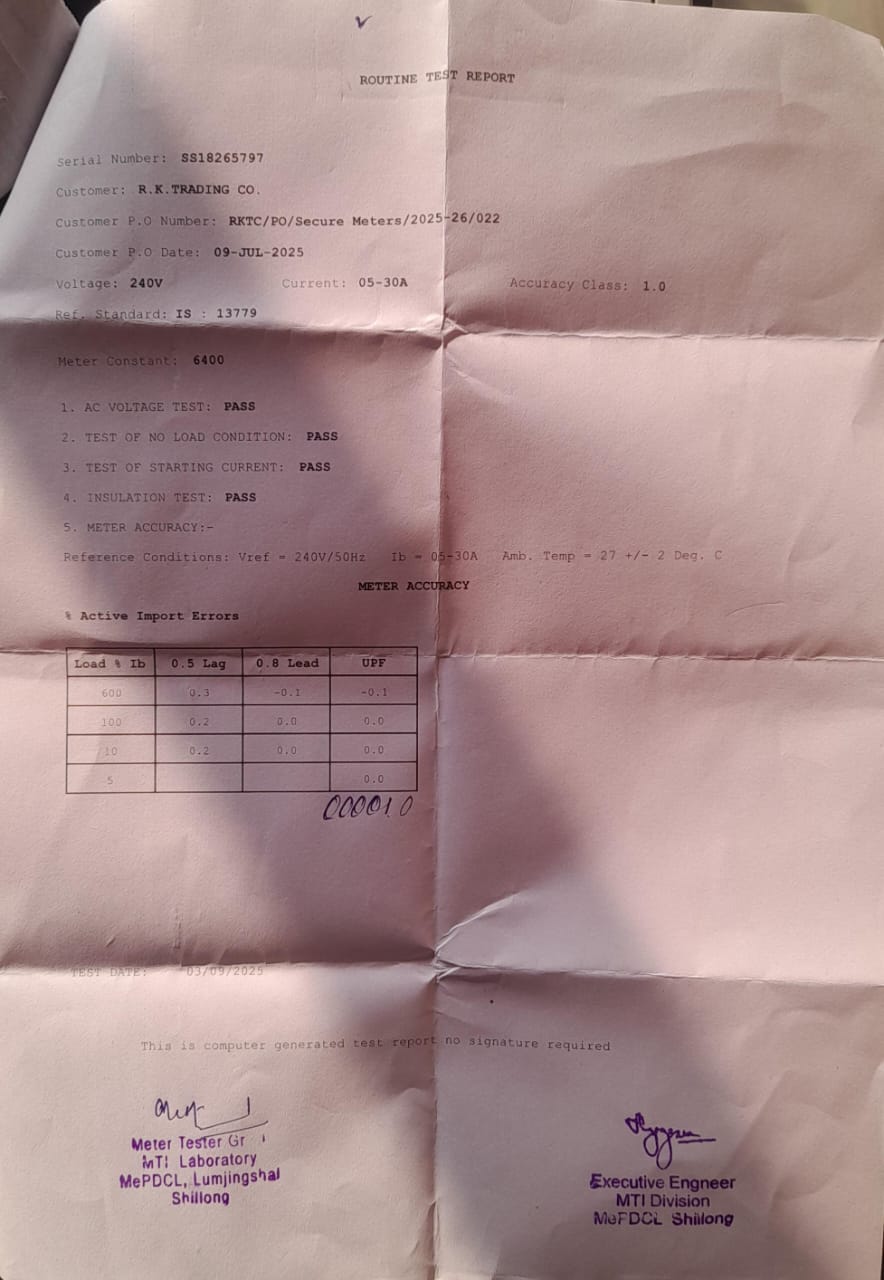 ROUTINE TEST REPORT
Serial Number: SS18265797
Customer: R.K.TRADING CO.
Customer P.O Number: RKTC/PO/Secure Meters/2025-26/022
Customer P.O Date: 09-JUL-2025
Voltage: 240V Current: 05-30A Accuracy Class: 1.0
Ref. Standard: IS : 13779
Meter Constant: 6400
1. AC VOLTAGE TEST: PASS
2. TEST OF NO LOAD CONDITION: PASS
3. TEST OF STARTING CURRENT: PASS
4. INSULATION TEST: PASS
5. METER ACCURACY:-
Reference Conditions: Vref = 240V/50Hz Ib = 05-30A Amb. Temp = 27 +/- 2 Deg. C
METER ACCURACY
% Active Import Errors
Load % Ib 0.5 Lag 0.8 Lead UPF
600 0.3 -0.1 -0.1
100 0.2 0.0 0.0
10 0.2 0.0 0.0
5 0.0
000010
TEST DATE: 03/09/2025
This is computer generated test report no signature required
Meter Tester Gr
MTI Laboratory
MePDCL, Lumjingshai
Shillong
Executive Engneer
MTI Division
MePDCL Shillong